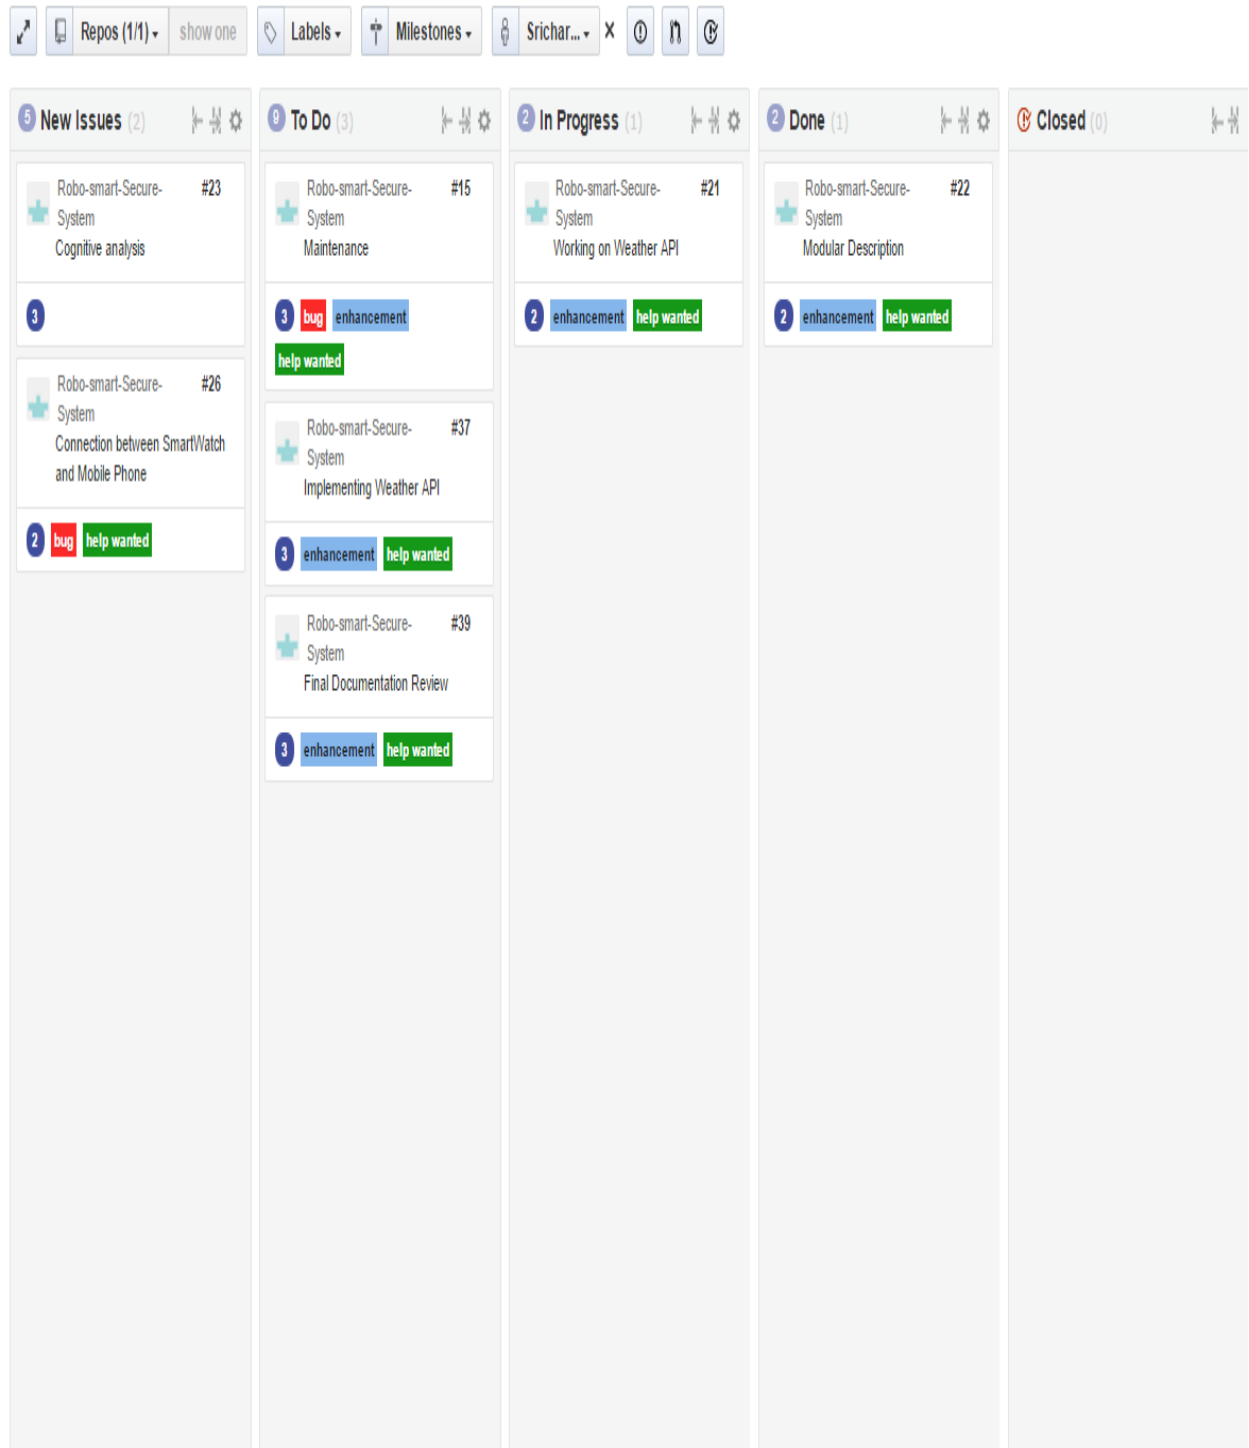 Repos (1/1) show one Labels Milestones Srichar...
5 New Issues (2)
Robo-smart-Secure- #23
System
Cognitive analysis
3
Robo-smart-Secure- #26
System
Connection between SmartWatch
and Mobile Phone
2 bug help wanted
9 To Do (3)
Robo-smart-Secure- #15
System
Maintenance
3 bug enhancement
help wanted
Robo-smart-Secure- #37
System
Implementing Weather API
3 enhancement help wanted
Robo-smart-Secure- #39
System
Final Documentation Review
3 enhancement help wanted
2 In Progress (1)
Robo-smart-Secure- #21
System
Working on Weather API
2 enhancement help wanted
2 Done (1)
Robo-smart-Secure- #22
System
Modular Description
2 enhancement help wanted
Closed (0)